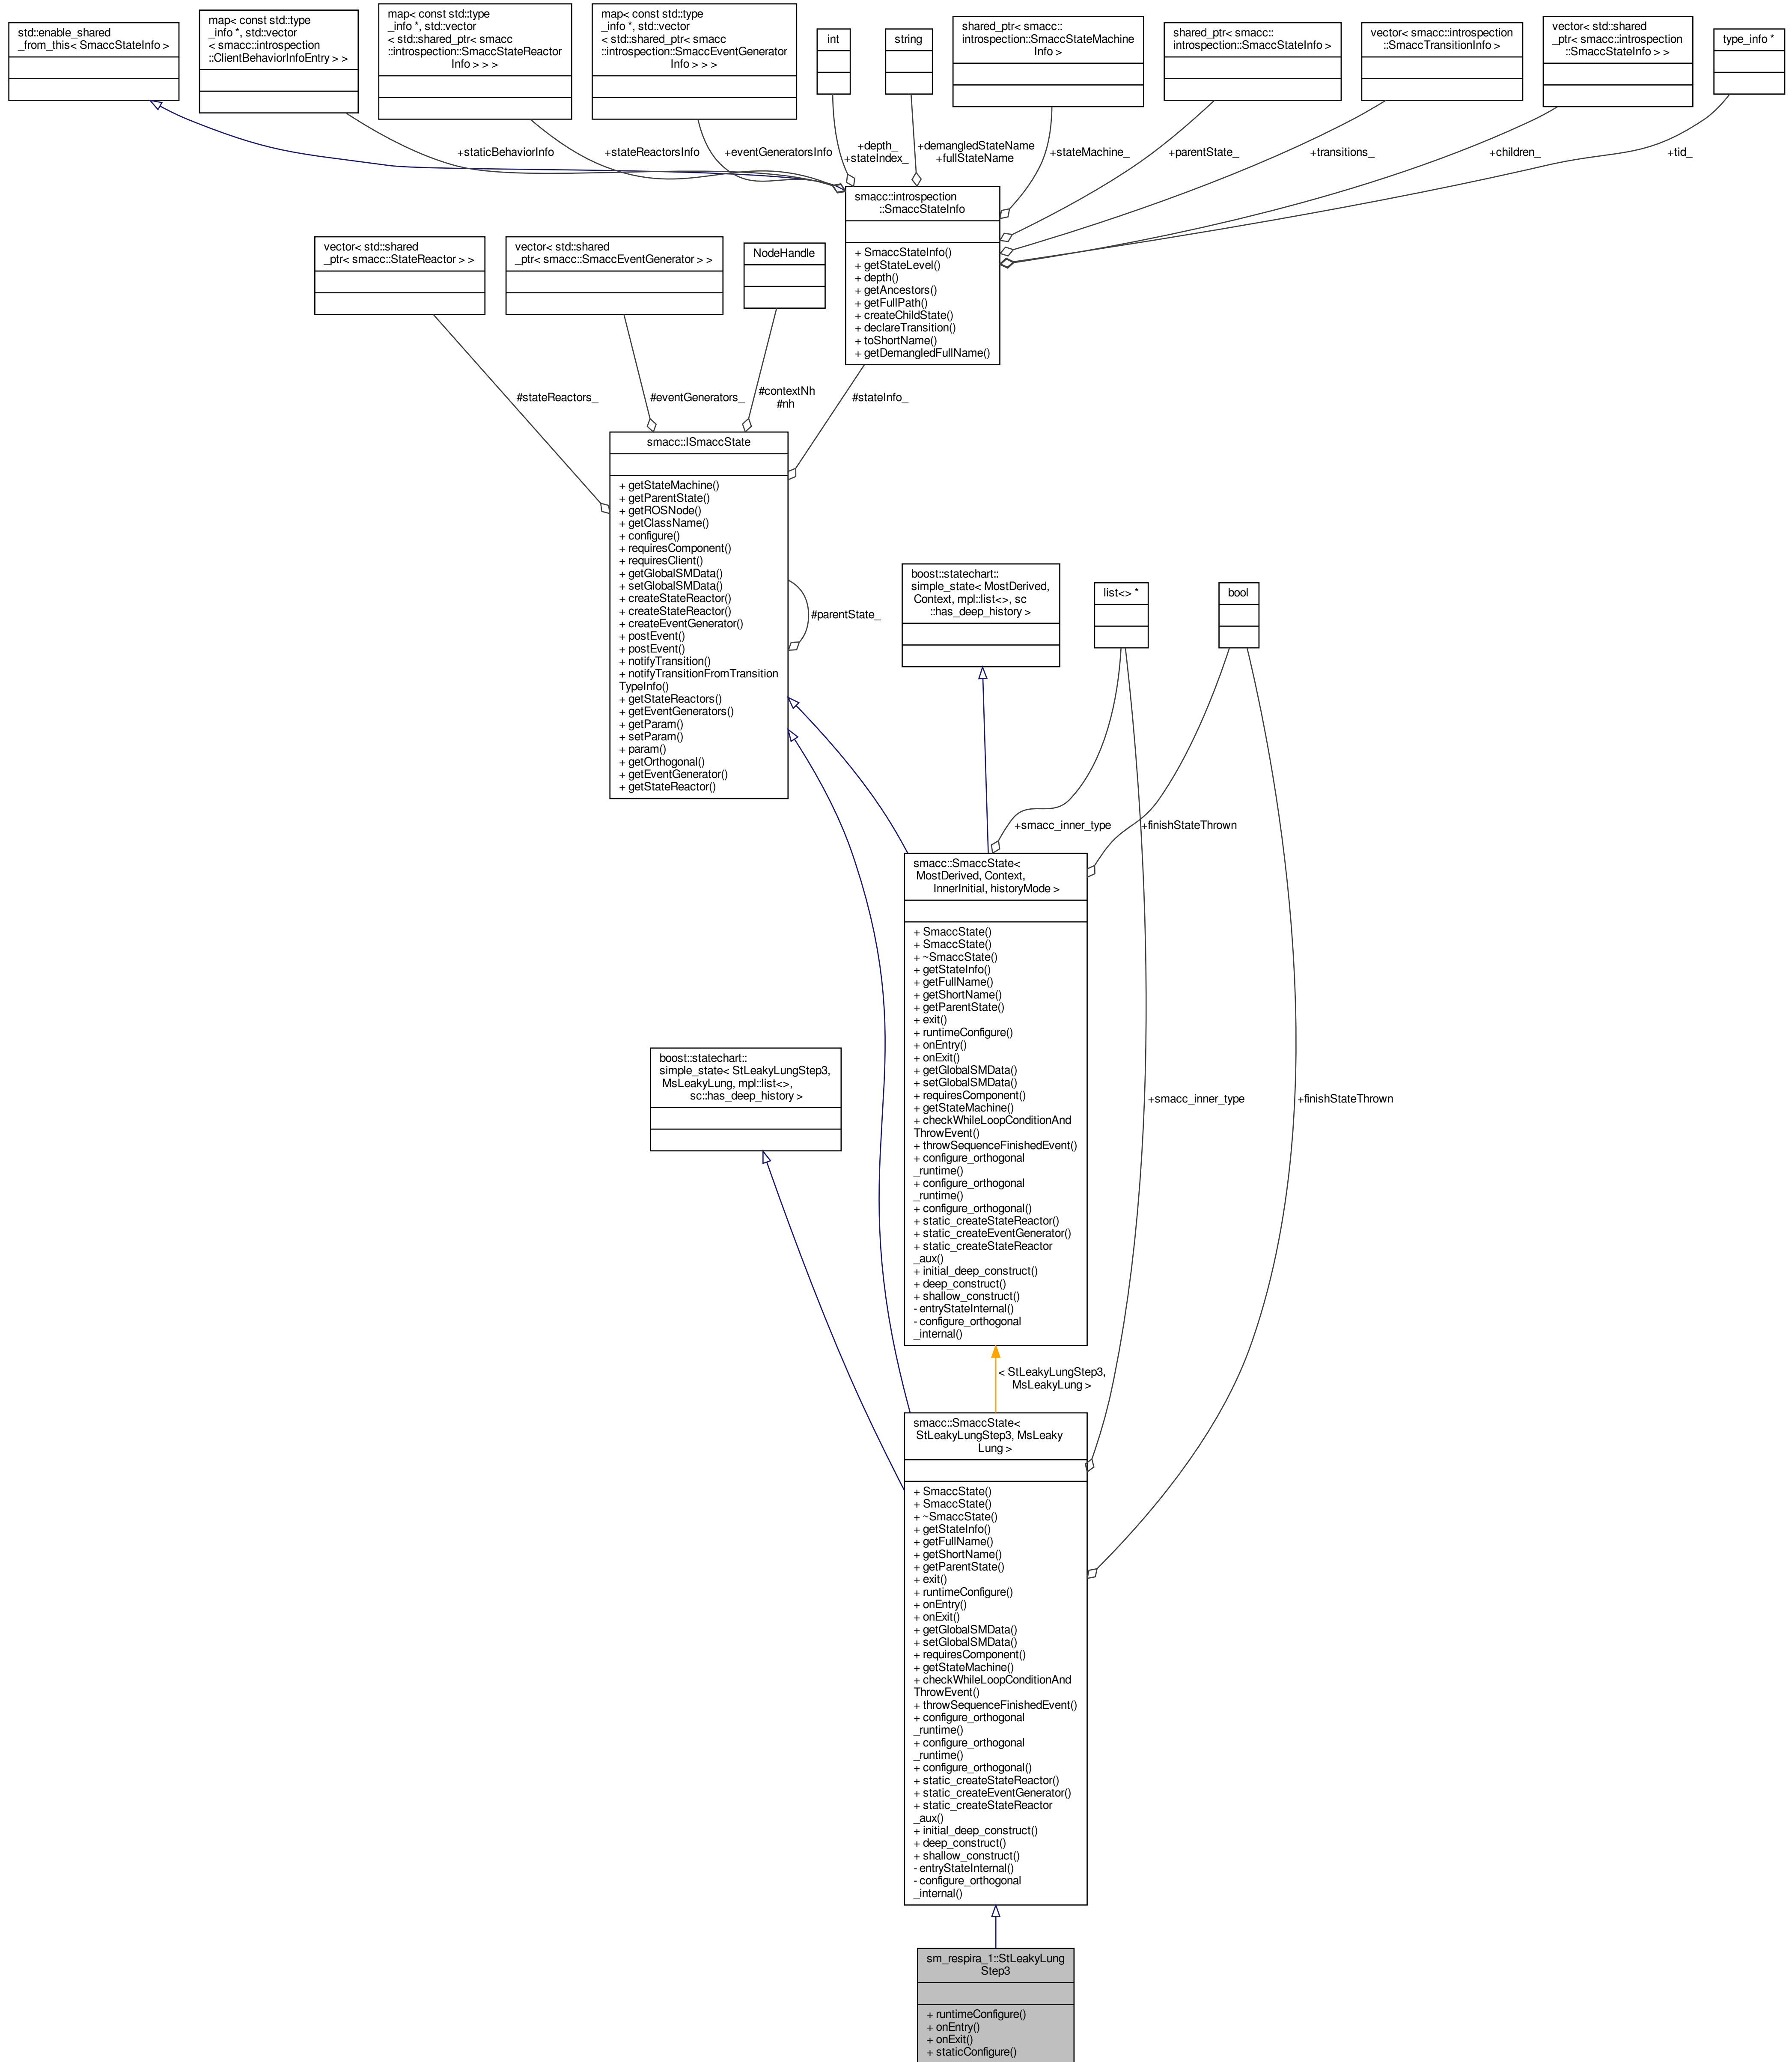 std::enable_shared
_from_this< SmaccStateInfo >
map< const std::type
_info *, std::vector
< smacc::introspection
::ClientBehaviorInfoEntry > >
map< const std::type
_info *, std::vector
< std::shared_ptr< smacc
::introspection::SmaccStateReactor
Info > > >
map< const std::type
_info *, std::vector
< std::shared_ptr< smacc
::introspection::SmaccEventGenerator
Info > > >
int
string
shared_ptr< smacc::
introspection::SmaccStateMachine
Info >
shared_ptr< smacc::
introspection::SmaccStateInfo >
vector< smacc::introspection
::SmaccTransitionInfo >
vector< std::shared
_ptr< smacc::introspection
::SmaccStateInfo > >
type_info *
+staticBehaviorInfo
+stateReactorsInfo
+eventGeneratorsInfo
+depth_
+stateIndex_
+demangledStateName
+fullStateName
+stateMachine_
+parentState_
+transitions_
+children_
+tid_
smacc::introspection
::SmaccStateInfo
+ SmaccStateInfo()
+ getStateLevel()
+ depth()
+ getAncestors()
+ getFullPath()
+ createChildState()
+ declareTransition()
+ toShortName()
+ getDemangledFullName()
vector< std::shared
_ptr< smacc::StateReactor > >
vector< std::shared
_ptr< smacc::SmaccEventGenerator > >
NodeHandle
#stateReactors_
#eventGenerators_
#contextNh
#nh
#stateInfo_
smacc::ISmaccState
+ getStateMachine()
+ getParentState()
+ getROSNode()
+ getClassName()
+ configure()
+ requiresComponent()
+ requiresClient()
+ getGlobalSMData()
+ setGlobalSMData()
+ createStateReactor()
+ createStateReactor()
+ createEventGenerator()
+ postEvent()
+ postEvent()
+ notifyTransition()
+ notifyTransitionFromTransition
TypeInfo()
+ getStateReactors()
+ getEventGenerators()
+ getParam()
+ setParam()
+ param()
+ getOrthogonal()
+ getEventGenerator()
+ getStateReactor()
#parentState_
boost::statechart::
simple_state< MostDerived,
Context, mpl::list<>, sc
::has_deep_history >
list<> *
bool
+smacc_inner_type
+finishStateThrown
smacc::SmaccState<
MostDerived, Context,
InnerInitial, historyMode >
+ SmaccState()
+ SmaccState()
+ ~SmaccState()
+ getStateInfo()
+ getFullName()
+ getShortName()
+ getParentState()
+ exit()
+ runtimeConfigure()
+ onEntry()
+ onExit()
+ getGlobalSMData()
+ setGlobalSMData()
+ requiresComponent()
+ getStateMachine()
+ checkWhileLoopConditionAnd
ThrowEvent()
+ throwSequenceFinishedEvent()
+ configure_orthogonal
_runtime()
+ configure_orthogonal
_runtime()
+ configure_orthogonal()
+ static_createStateReactor()
+ static_createEventGenerator()
+ static_createStateReactor
_aux()
+ initial_deep_construct()
+ deep_construct()
+ shallow_construct()
- entryStateInternal()
- configure_orthogonal
_internal()
boost::statechart::
simple_state< StLeakyLungStep3,
MsLeakyLung, mpl::list<>,
sc::has_deep_history >
+smacc_inner_type
+finishStateThrown
< StLeakyLungStep3,
MsLeakyLung >
smacc::SmaccState<
StLeakyLungStep3, MsLeaky
Lung >
+ SmaccState()
+ SmaccState()
+ ~SmaccState()
+ getStateInfo()
+ getFullName()
+ getShortName()
+ getParentState()
+ exit()
+ runtimeConfigure()
+ onEntry()
+ onExit()
+ getGlobalSMData()
+ setGlobalSMData()
+ requiresComponent()
+ getStateMachine()
+ checkWhileLoopConditionAnd
ThrowEvent()
+ throwSequenceFinishedEvent()
+ configure_orthogonal
_runtime()
+ configure_orthogonal
_runtime()
+ configure_orthogonal()
+ static_createStateReactor()
+ static_createEventGenerator()
+ static_createStateReactor
_aux()
+ initial_deep_construct()
+ deep_construct()
+ shallow_construct()
- entryStateInternal()
- configure_orthogonal
_internal()
sm_respira_1::StLeakyLung
Step3
+ runtimeConfigure()
+ onEntry()
+ onExit()
+ staticConfigure()